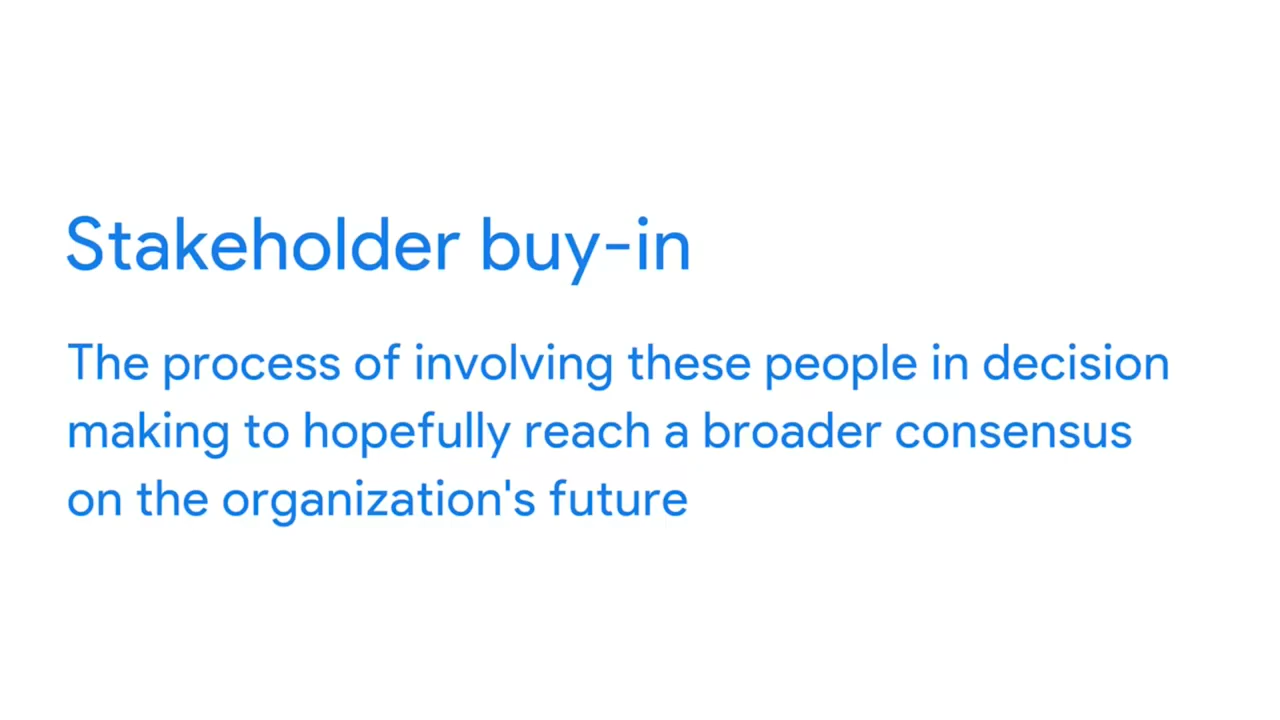 Stakeholder buy-in
The process of involving these people in decision
making to hopefully reach a broader consensus
on the organization's future